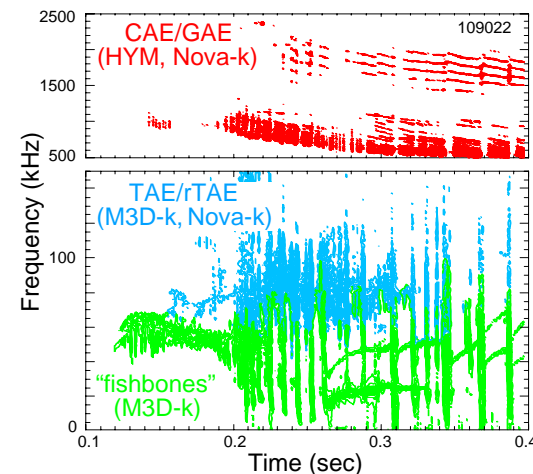 2500
CAE/GAE
109022
(HYM, Nova-k)
1500
500
Frequency (kHz)
TAE/rTAE
(M3D-k, Nova-k)
100
60
"fishbones"
(M3D-k)
0
0.1
0.2
0.3
0.4
Time (sec)